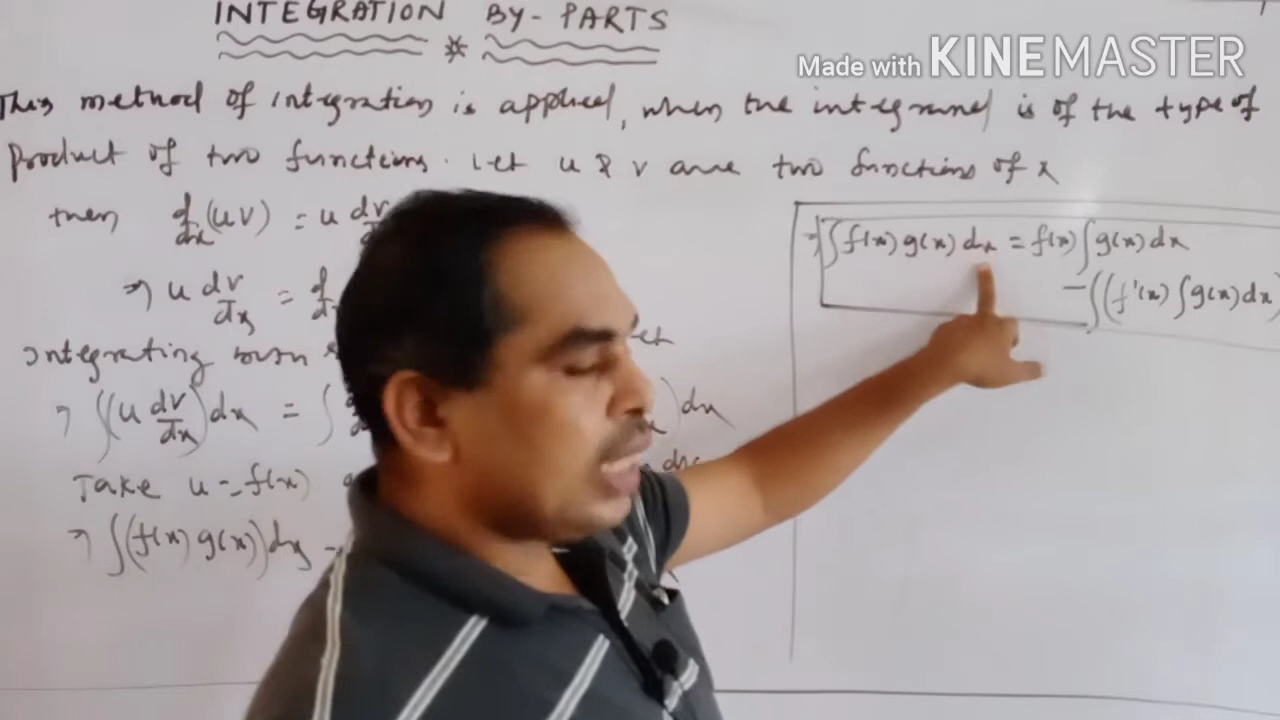 INTEGRATION BY-PARTS
Made with KINEMASTER
This method of integration is applied, when the integrand is of the type of
Product of two functions. Let u & v are two functions of x
then d/dx (uv) = u dv
⇒ u dv/dx = d
Integrating both
⇒ ∫(u dv/dx) dx = ∫ ) dx
Take u = f(x)
⇒ ∫(f(x) g(x)) dx =
⇒ ∫f(x) g(x) dx = f(x) ∫g(x) dx
- ∫(f'(x) ∫g(x) dx)